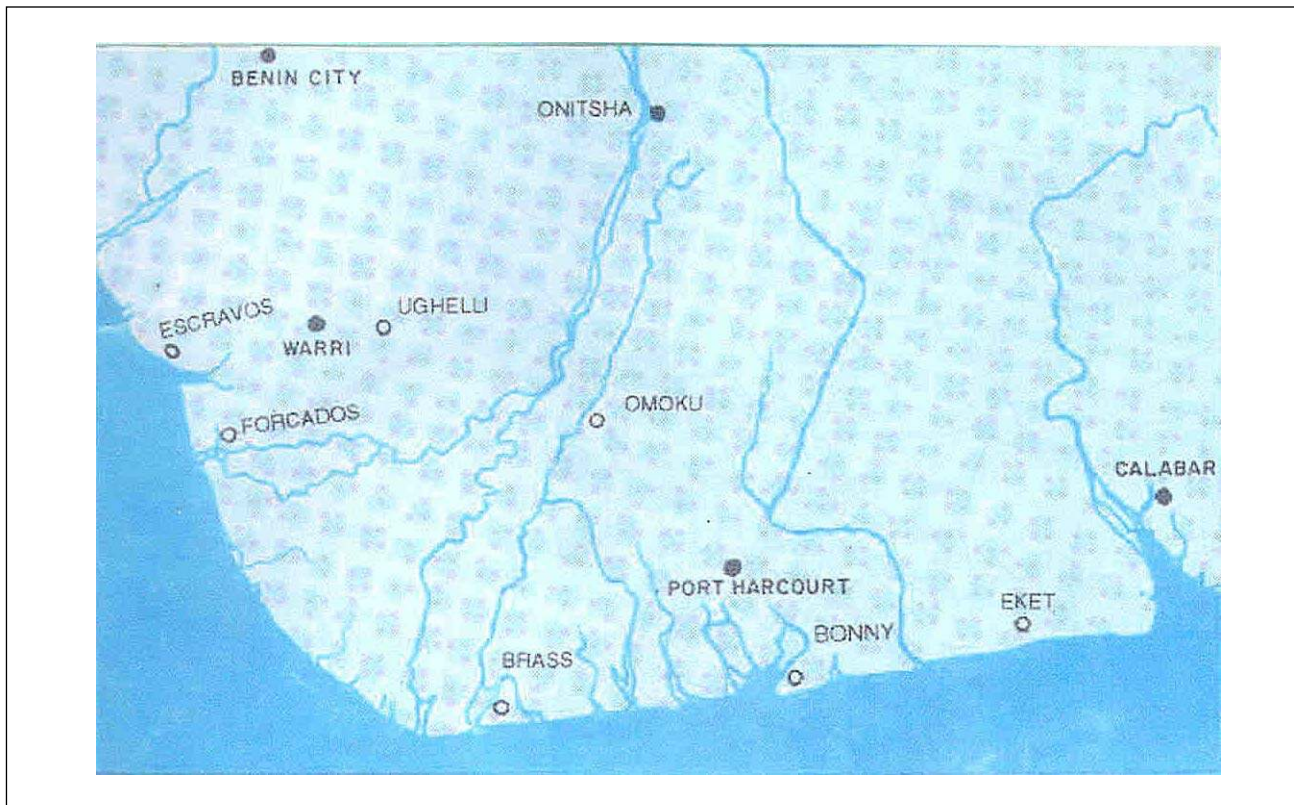 BENIN CITY
ONITSHA
ESCRAVOS
UGHELLI
WARRI
FORCADOS
OMOKU
CALABAR
PORT HARCOURT
EKET
BONNY
BRASS